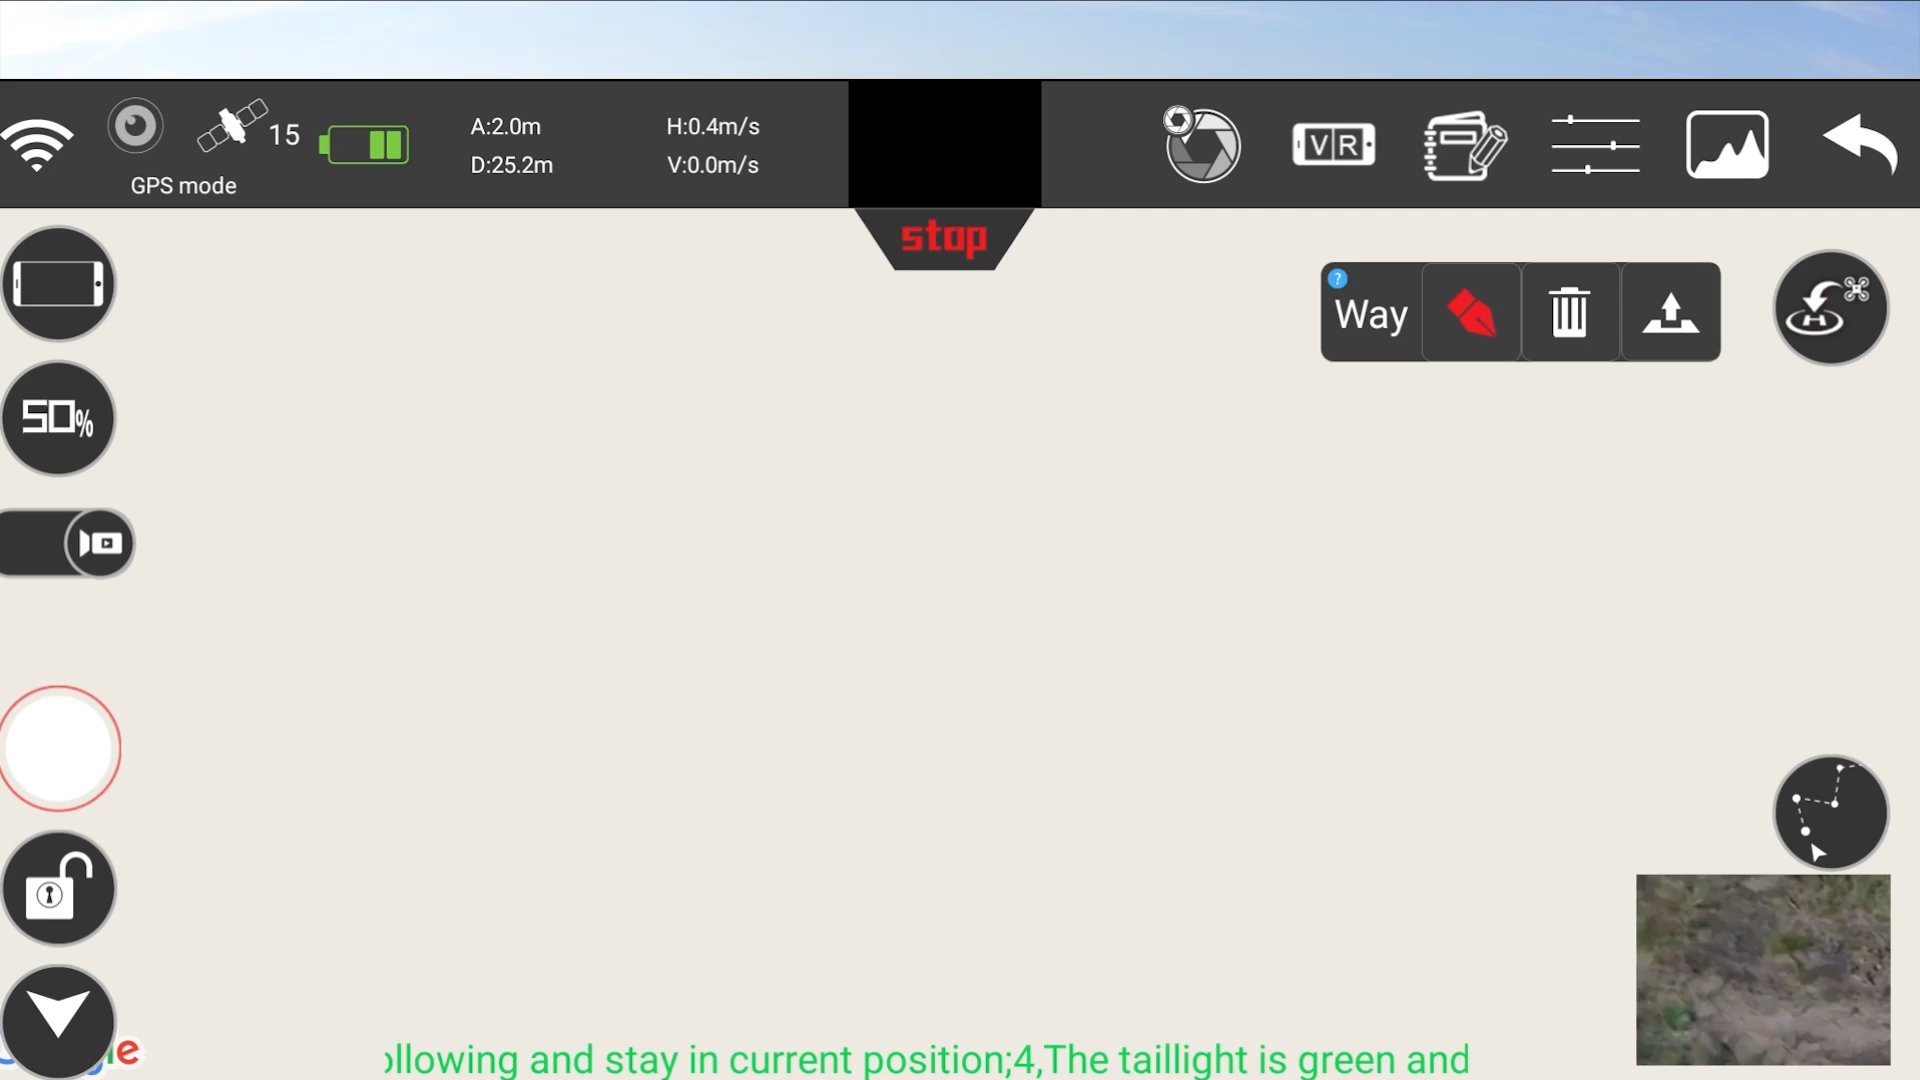 15
A:2.0m
H:0.4m/s
D:25.2m
V:0.0m/s
VR
GPS mode
stop
?
Way
H
50%
ollowing and stay in current position;4,The taillight is green and